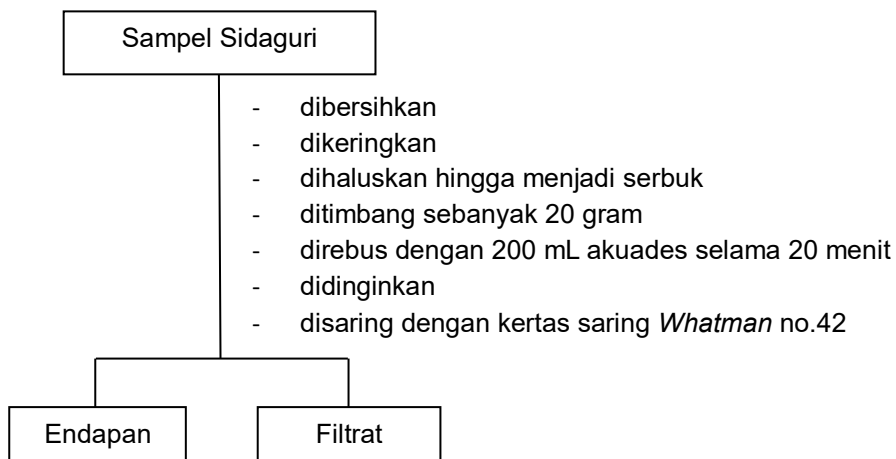 Sampel Sidaguri
- dibersihkan
- dikeringkan
- dihaluskan hingga menjadi serbuk
- ditimbang sebanyak 20 gram
- direbus dengan 200 mL akuades selama 20 menit
- didinginkan
- disaring dengan kertas saring Whatman no.42
Endapan
Filtrat